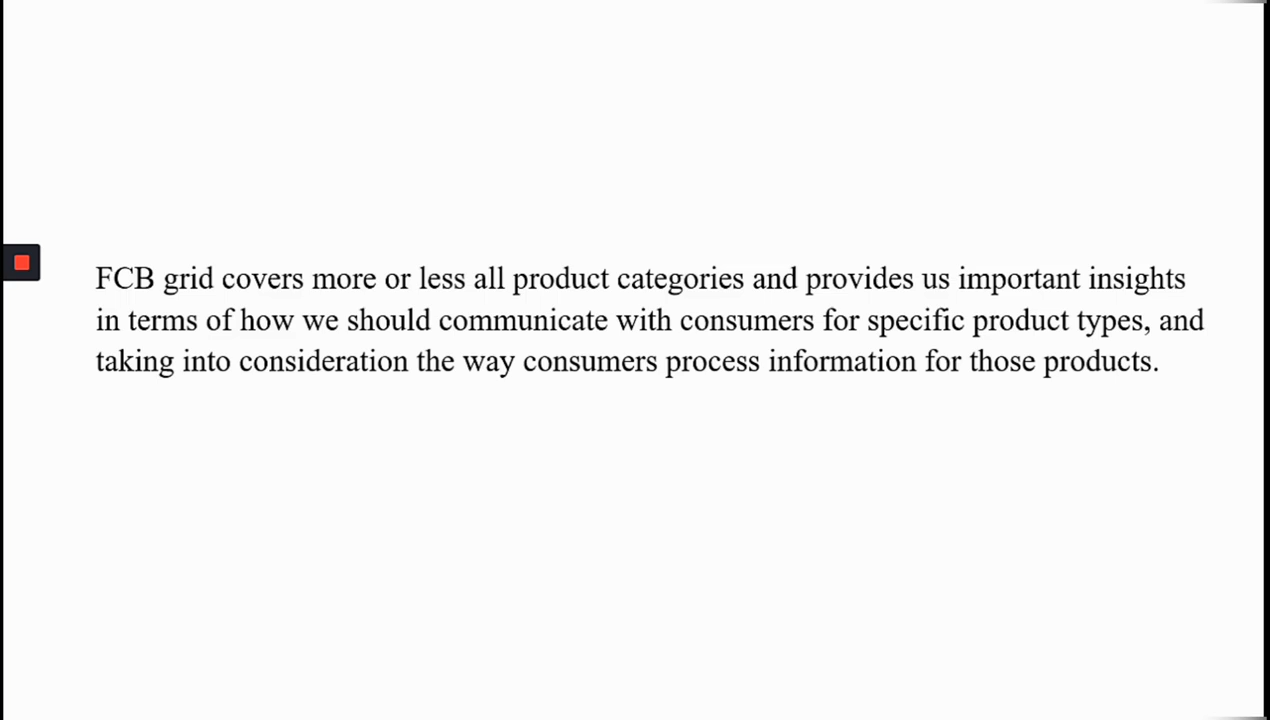 FCB grid covers more or less all product categories and provides us important insights
in terms of how we should communicate with consumers for specific product types, and
taking into consideration the way consumers process information for those products.